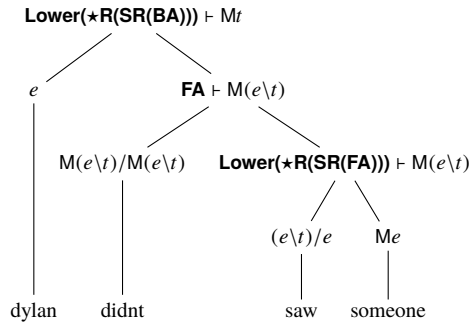 Lower(★R(SR(BA))) ⊢ Mt
e
FA ⊢ M(e\t)
M(e\t)/M(e\t)
Lower(★R(SR(FA))) ⊢ M(e\t)
(e\t)/e
Me
dylan didnt saw someone